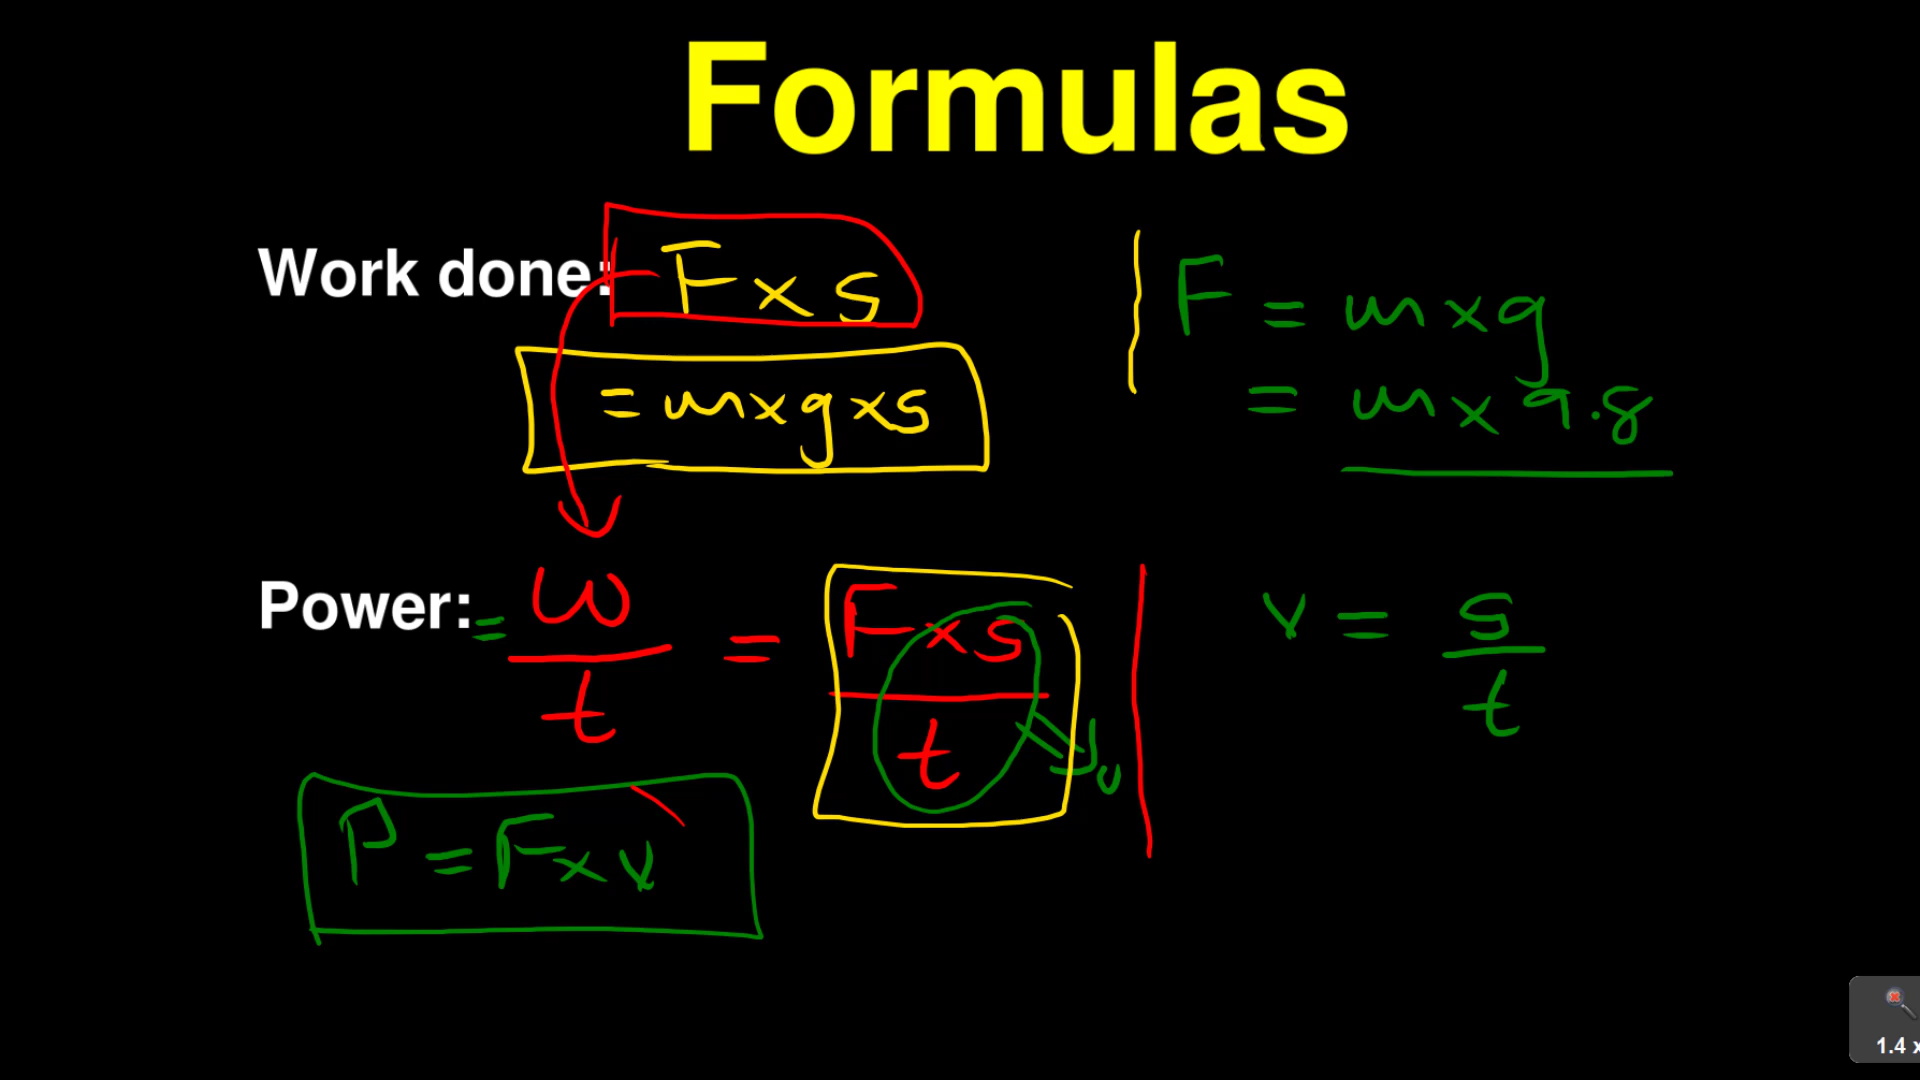 Formulas
Work done: F x s
= m x g x s
F = m x g
= m x 9.8
Power: = w/t = F x s/t
v
v = s/t
P = F x v
1.4 x